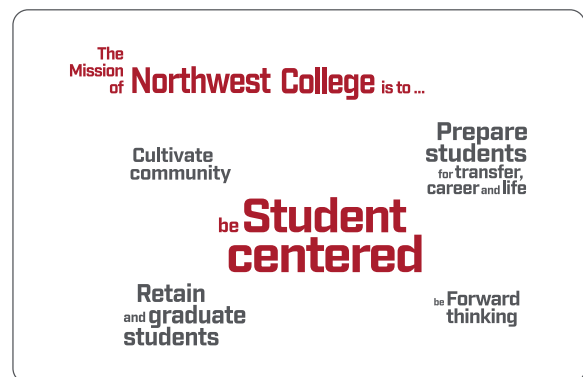 The
Mission
of Northwest College is to ...
Cultivate
community
Prepare
students
for transfer,
career and life
be Student
centered
Retain
and graduate
students
be Forward
thinking